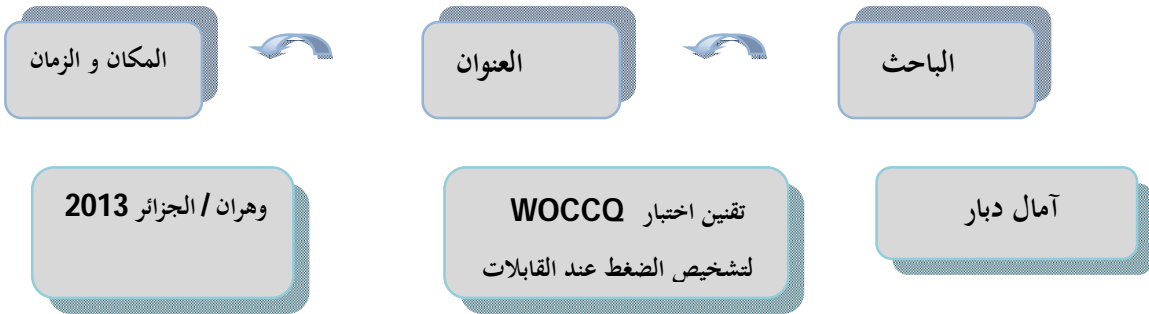 الباحث
العنوان
المكان و الزمان
آمال دبار
تقنين اختبار WOCCQ
لتشخيص الضغط عند القابلات
وهران / الجزائر 2013